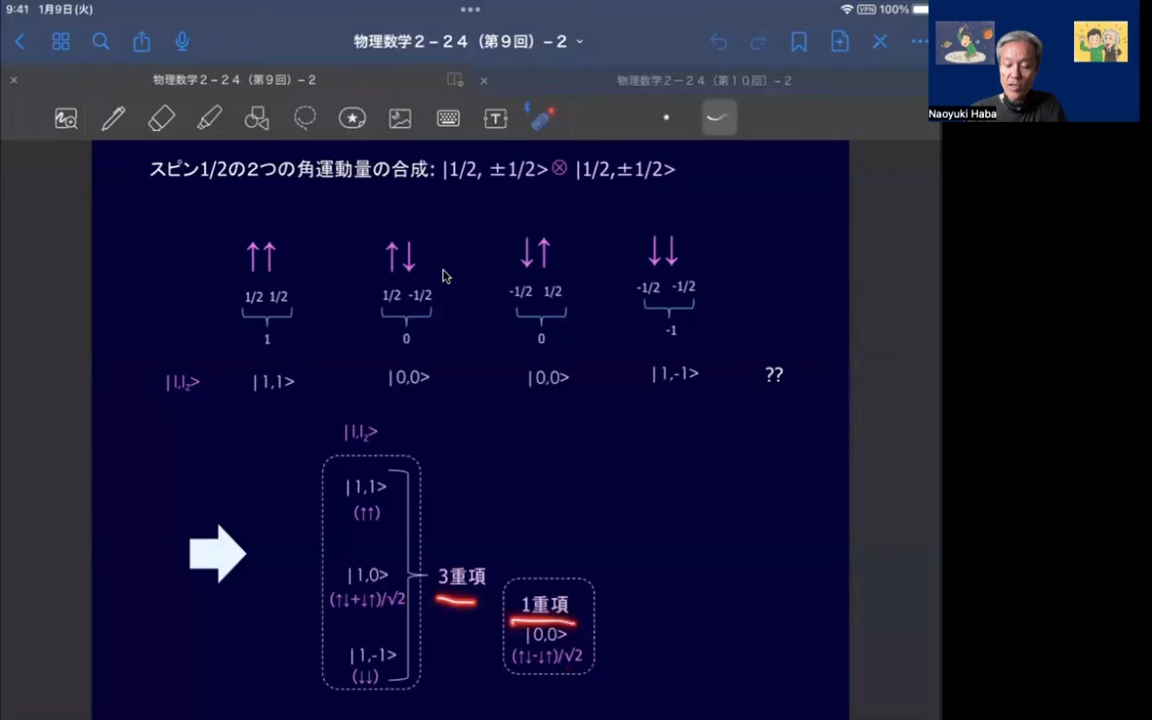 9:41 1月9日(火)
VPN 100%
物理数学２－２４（第９回）－２
物理数学２－２４（第９回）－２
物理数学２－２４（第１０回）－２
Naoyuki Haba
スピン1/2の２つの角運動量の合成: |1/2, ±1/2>⊗ |1/2,±1/2>
↑↑ ↑↓ ↓↑ ↓↓
1/2 1/2 1/2 -1/2 -1/2 1/2 -1/2 -1/2
1 0 0 -1
|l,lz> |1,1> |0,0> |0,0> |1,-1> ??
|l,lz>
|1,1>
(↑↑)
|1,0>
(↑↓+↓↑)/√2
3重項
|1,-1>
(↓↓)
1重項
|0,0>
(↑↓-↓↑)/√2